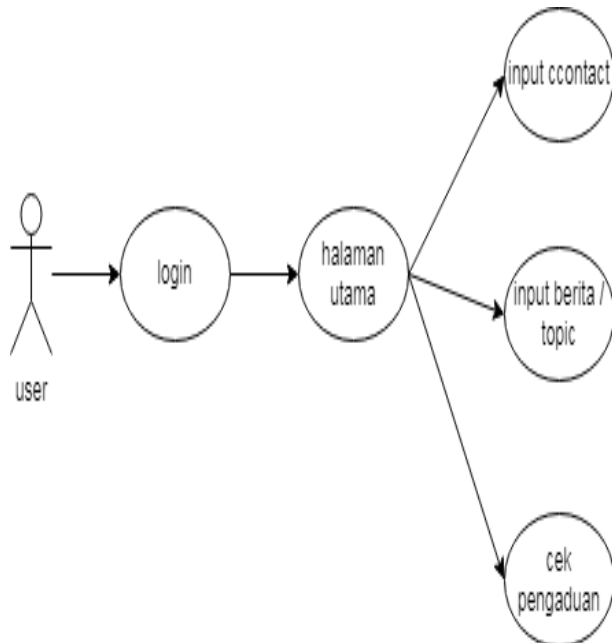 input ccontact
login
halaman
utama
input berita /
topic
user
cek
pengaduan